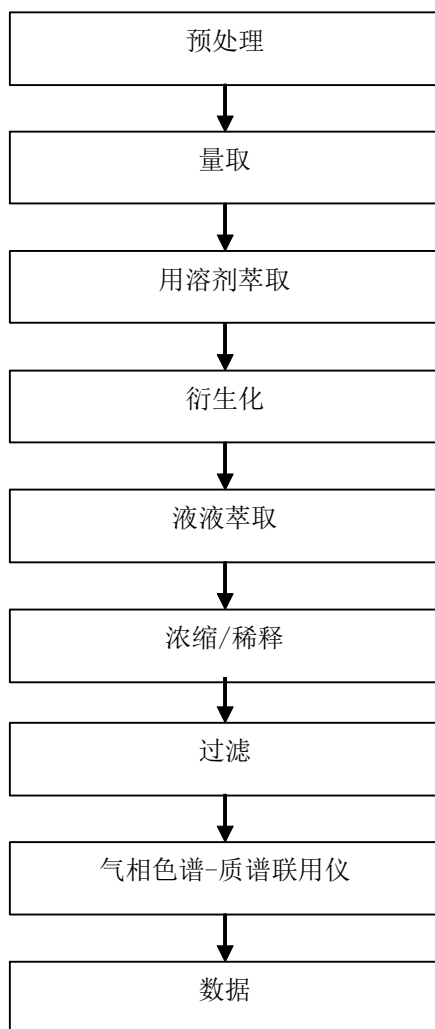 预处理
量取
用溶剂萃取
衍生化
液液萃取
浓缩/稀释
过滤
气相色谱-质谱联用仪
数据